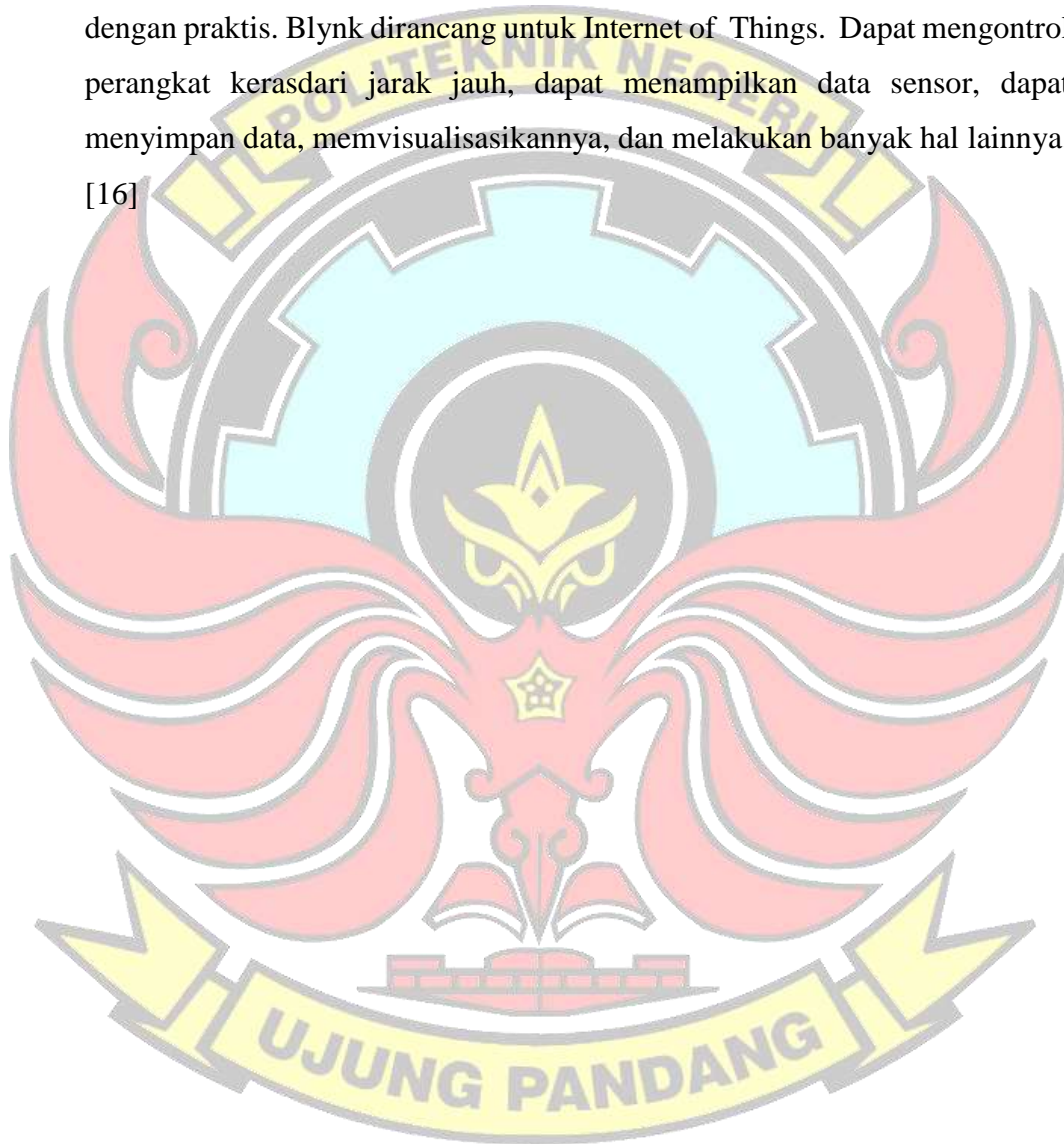 dengan praktis. Blynk dirancang untuk Internet of Things. Dapat mengontrol
perangkat kerasdari jarak jauh, dapat menampilkan data sensor, dapat
menyimpan data, memvisualisasikannya, dan melakukan banyak hal lainnya
[16]
POLITEKNIK NEGERI
UJUNG PANDANG